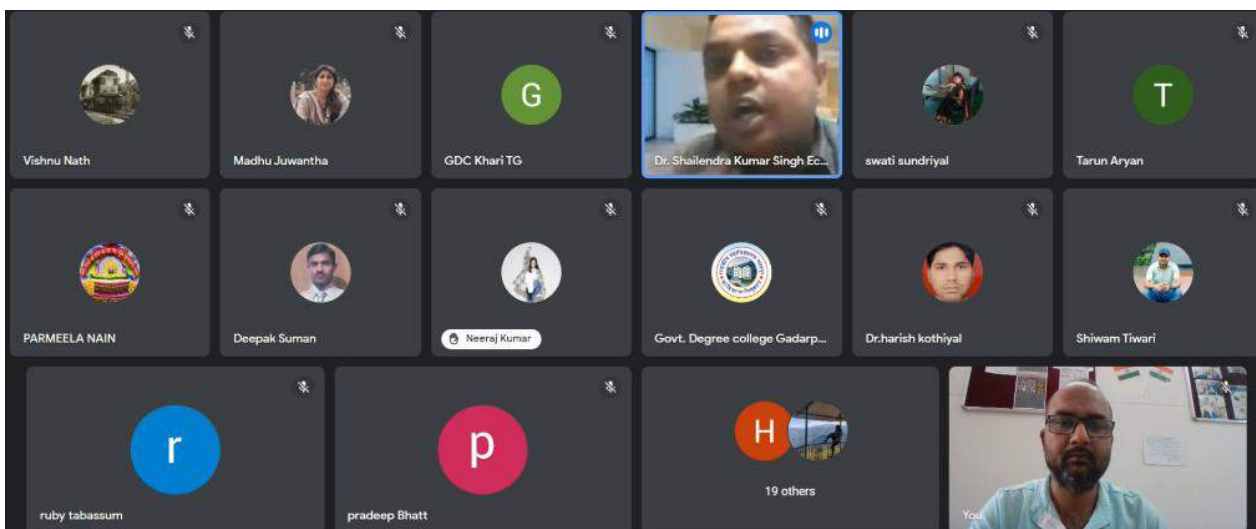 Vishnu Nath
Madhu Juwantha
G
GDC Khari TG
Dr. Shailendra Kumar Singh Ec...
swati sundriyal
T
Tarun Aryan
PARMEELA NAIN
Deepak Suman
Neeraj Kumar
Govt. Degree college Gadarp...
Dr.harish kothiyal
Shiwam Tiwari
r
ruby tabassum
p
pradeep Bhatt
H
19 others
You